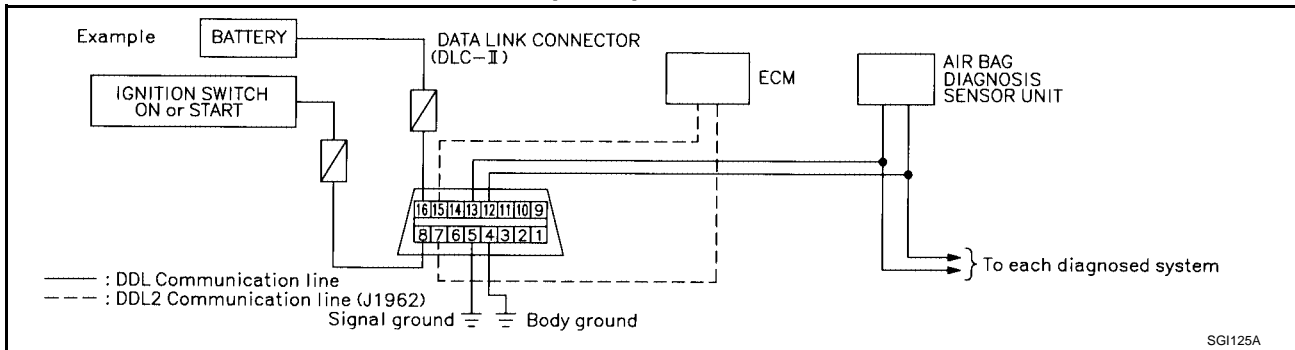 Example
BATTERY
DATA LINK CONNECTOR
(DLC-II)
IGNITION SWITCH
ON or START
ECM
AIR BAG
DIAGNOSIS
SENSOR UNIT
16 15 14 13 12 11 10 9
8 7 6 5 4 3 2 1
: DDL Communication line
: DDL2 Communication line (J1962)
Signal ground
Body ground
To each diagnosed system
SGI125A